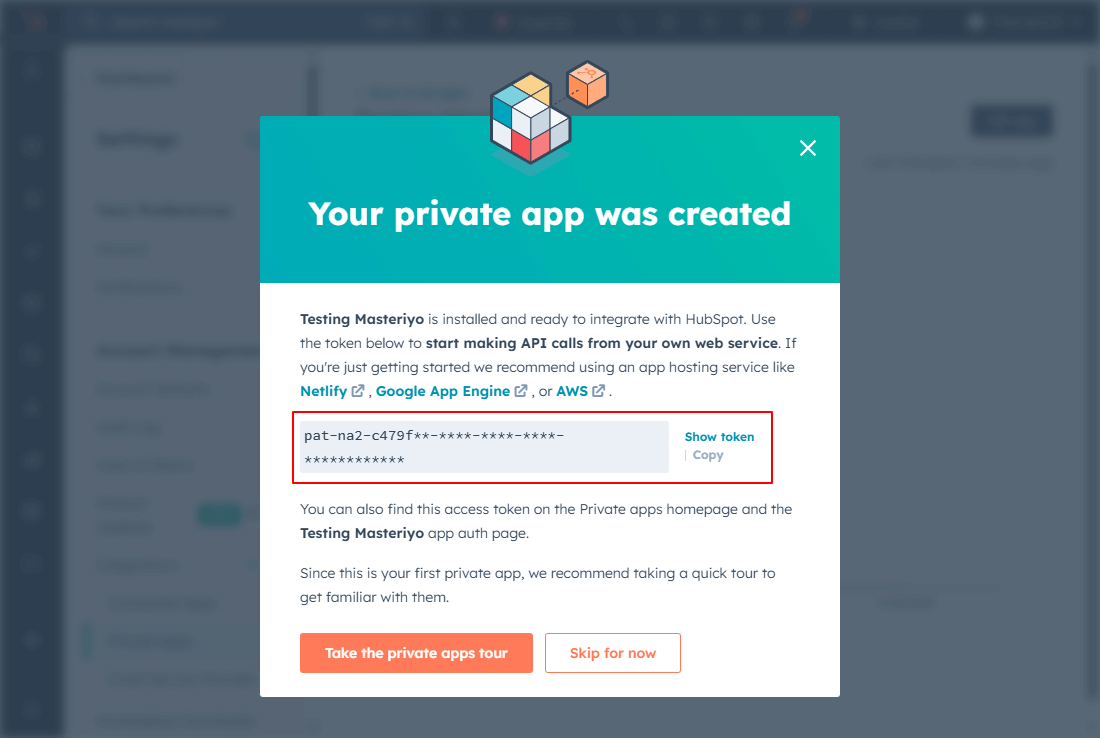 Settings
Your private app was created
Testing Masteriyo is installed and ready to integrate with HubSpot. Use
the token below to start making API calls from your own web service. If
you're just getting started we recommend using an app hosting service like
Netlify , Google App Engine , or AWS .
pat-na2-c479f**-****-****-****-
************
Show token
| Copy
You can also find this access token on the Private apps homepage and the
Testing Masteriyo app auth page.
Since this is your first private app, we recommend taking a quick tour to
get familiar with them.
Take the private apps tour
Skip for now